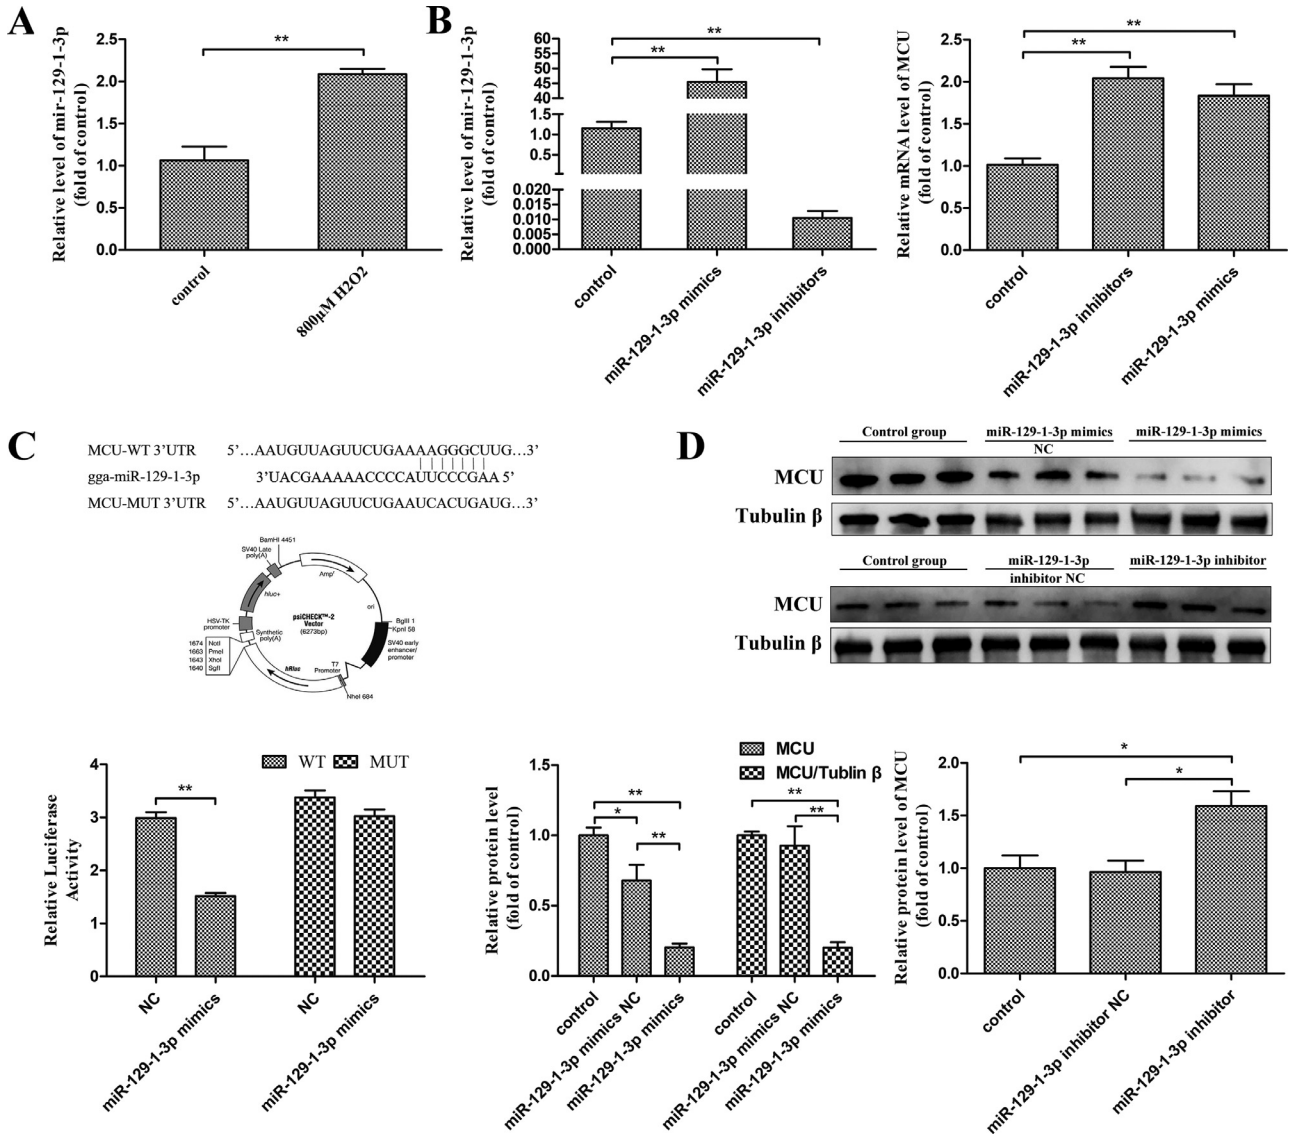 A
Relative level of mir-129-1-3p
(fold of control)
2.5
2.0
1.5
1.0
0.5
0.0
**
control
800μM H2O2
B
Relative level of mir-129-1-3p
(fold of control)
60
55
50
45
40
1.5
1.0
0.5
0.020
0.015
0.010
0.005
0.000
**
**
control
miR-129-1-3p mimics
miR-129-1-3p inhibitors
Relative mRNA level of MCU
(fold of control)
2.5
2.0
1.5
1.0
0.5
0.0
**
**
control
miR-129-1-3p inhibitors
miR-129-1-3p mimics
C
MCU-WT 3’UTR 5’…AAUGUUAGUUCUGAAAAGGGCUUG…3’
gga-miR-129-1-3p 3’UACGAAAAACCCCAUUCCCGAA 5’
MCU-MUT 3’UTR 5’…AAUGUUAGUUCUGAAUCACUGAUG…3’
BamHI 4451
SV40 Late
poly(A)
Ampʳ
hluc+
ori
HSV-TK
promoter
psiCHECK™-2
Vector
(6273bp)
BglII 1
KpnI 58
Synthetic
poly(A)
SV40 early
enhancer/
promoter
1674 NotI
1663 PmeI
1643 XhoI
1640 SgfI
hRluc
T7
Promoter
NheI 684
Relative Luciferase
Activity
4
3
2
1
0
WT
MUT
**
NC
miR-129-1-3p mimics
NC
miR-129-1-3p mimics
D
Control group
miR-129-1-3p mimics
NC
miR-129-1-3p mimics
MCU
Tubulin β
Control group
miR-129-1-3p
inhibitor NC
miR-129-1-3p inhibitor
MCU
Tubulin β
MCU
MCU/Tublin β
Relative protein level
(fold of control)
1.5
1.0
0.5
0.0
**
*
**
**
**
control
miR-129-1-3p mimics NC
miR-129-1-3p mimics
control
miR-129-1-3p mimics NC
miR-129-1-3p mimics
Relative protein level of MCU
(fold of control)
2.0
1.5
1.0
0.5
0.0
*
*
control
miR-129-1-3p inhibitor NC
miR-129-1-3p inhibitor